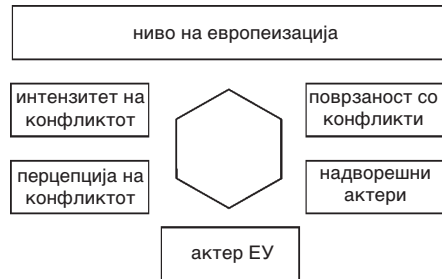 ниво на европеизација
интензитет на
конфликтот
поврзаност со
конфликти
перцепција на
конфликтот
надворешни
актери
актер ЕУ